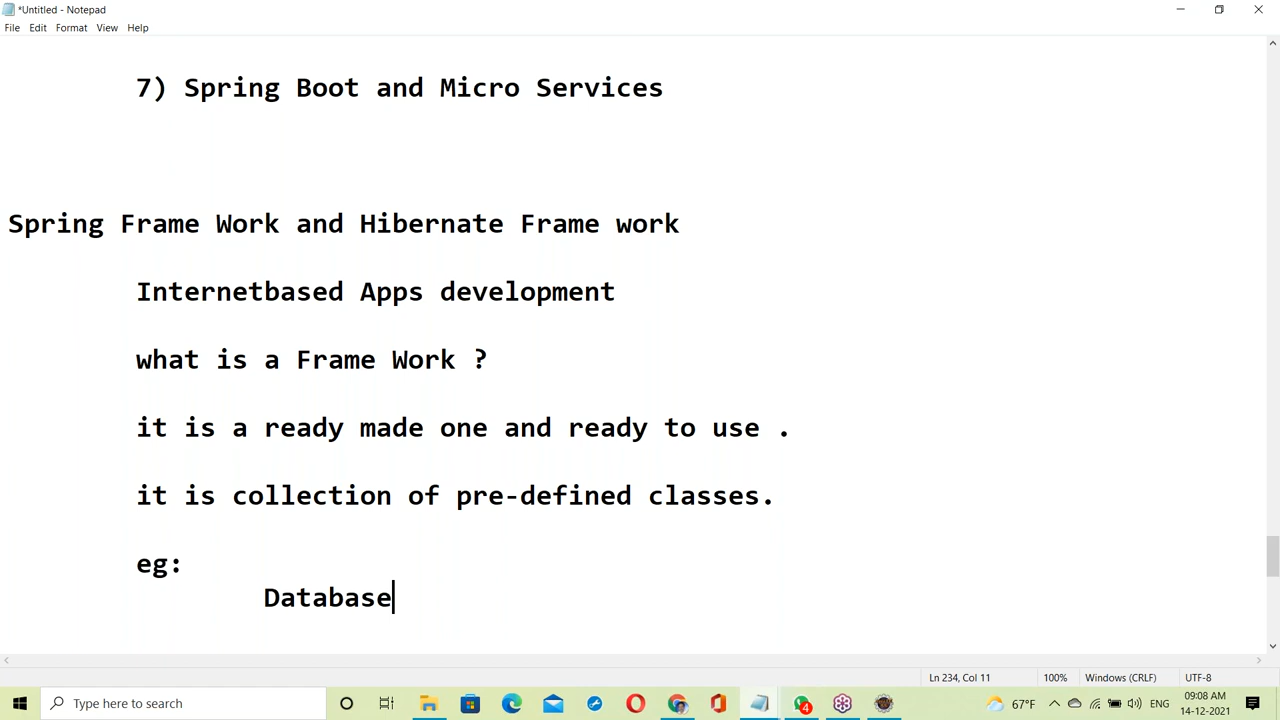 *Untitled - Notepad
File Edit Format View Help
7) Spring Boot and Micro Services
Spring Frame Work and Hibernate Frame work
Internetbased Apps development
what is a Frame Work ?
it is a ready made one and ready to use .
it is collection of pre-defined classes.
eg:
Database
Ln 234, Col 11
100%
Windows (CRLF)
UTF-8
Type here to search
4
67°F
ENG
09:08 AM
14-12-2021